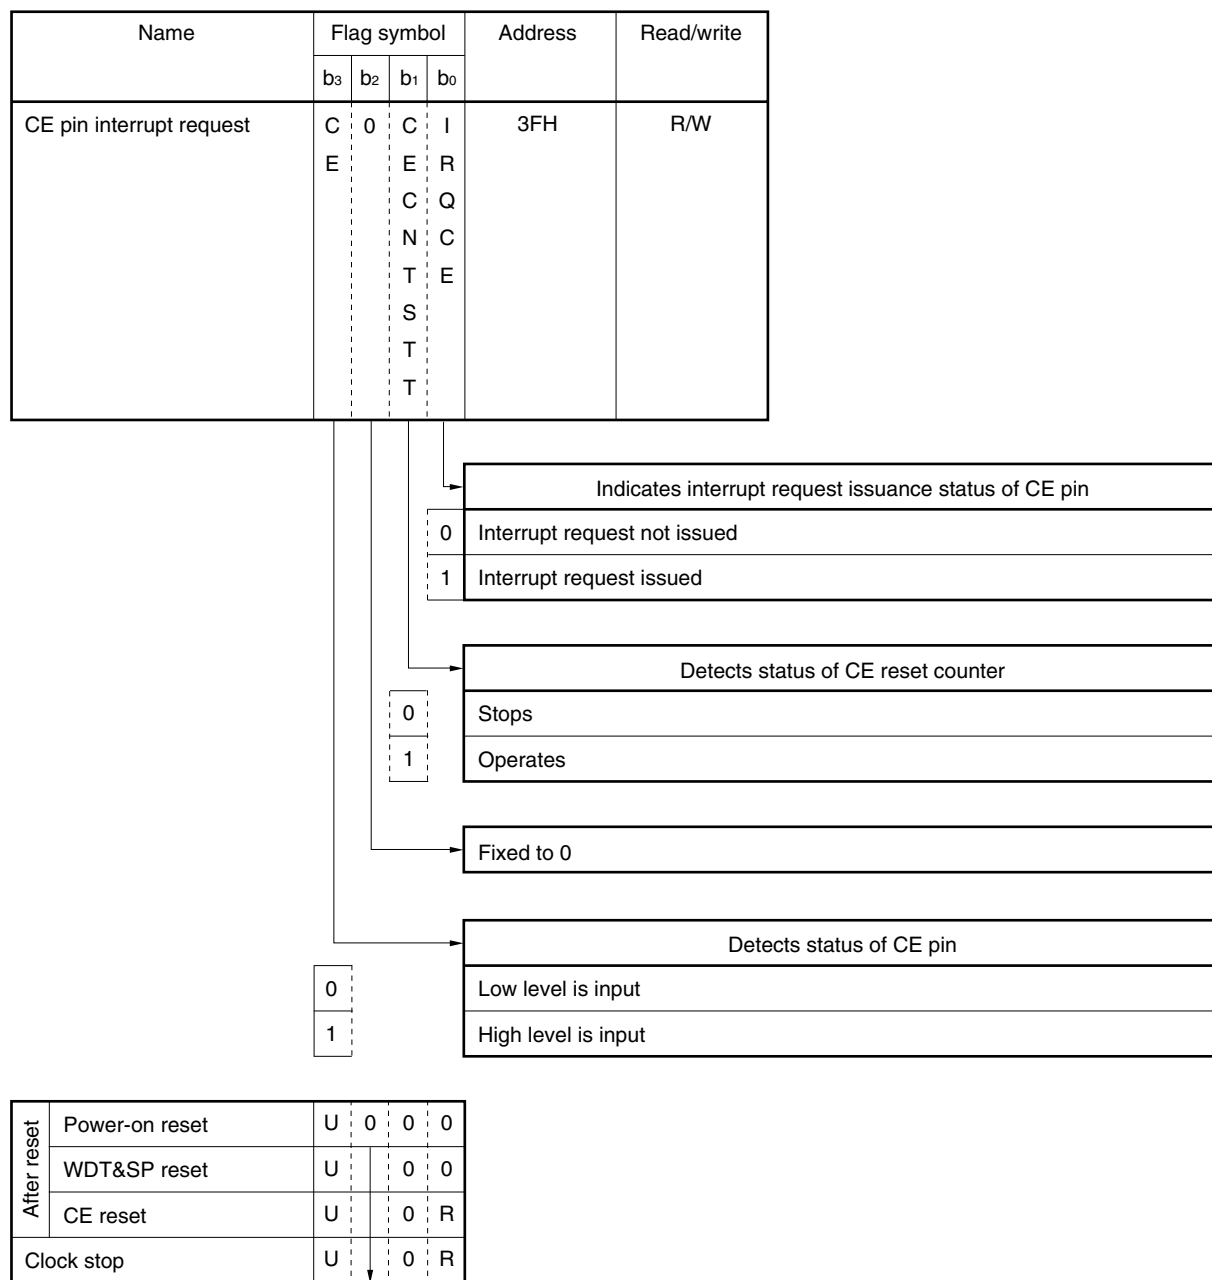 Name Flag symbol Address Read/write
b3 b2 b1 b0
CE pin interrupt request C 0 C I 3FH R/W
E E R
C Q
N C
T E
S
T
T
Indicates interrupt request issuance status of CE pin
0 Interrupt request not issued
1 Interrupt request issued
Detects status of CE reset counter
0 Stops
1 Operates
Fixed to 0
Detects status of CE pin
0 Low level is input
1 High level is input
After reset
Power-on reset U 0 0 0
WDT&SP reset U 0 0
CE reset U 0 R
Clock stop U 0 R